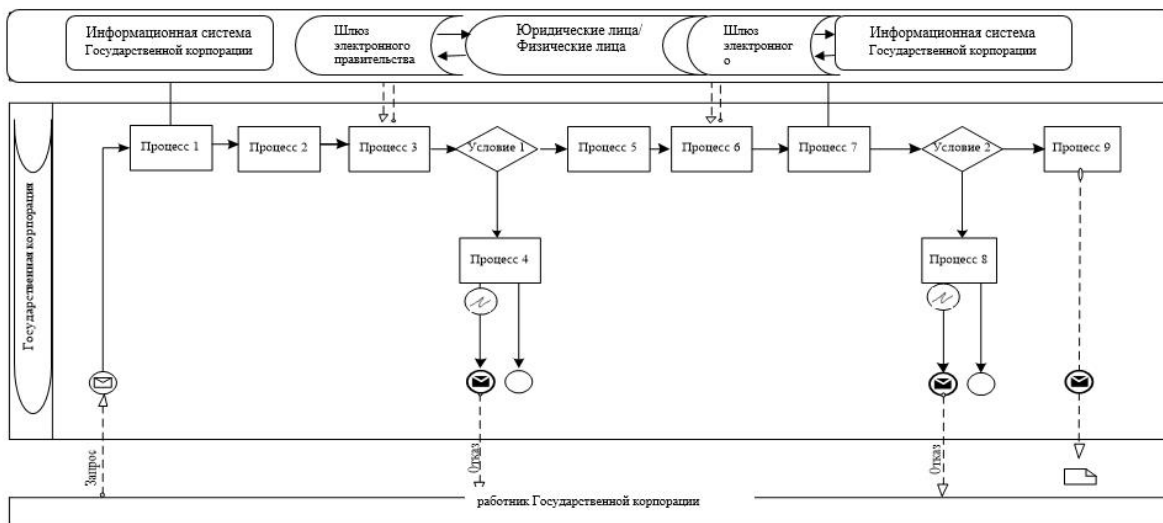 Информационная система
Государственной корпорации
Шлюз
электронного
правительства
Юридические лица/
Физические лица
Шлюз
электронног
о
Информационная система
Государственной корпорации
Государственная корпорация
Процесс 1
Процесс 2
Процесс 3
Условие 1
Процесс 5
Процесс 6
Процесс 7
Условие 2
Процесс 9
Процесс 4
Процесс 8
Запрос
Отказ
Отказ
работник Государственной корпорации